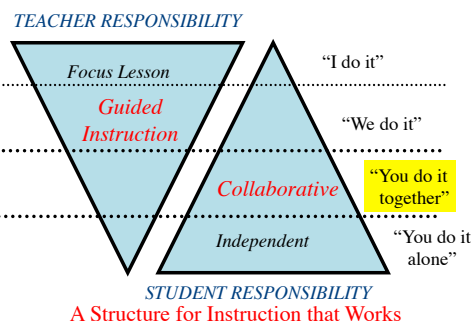 TEACHER RESPONSIBILITY
Focus Lesson
“I do it”
Guided
Instruction
“We do it”
Collaborative
“You do it
together”
Independent
“You do it
alone”
STUDENT RESPONSIBILITY
A Structure for Instruction that Works